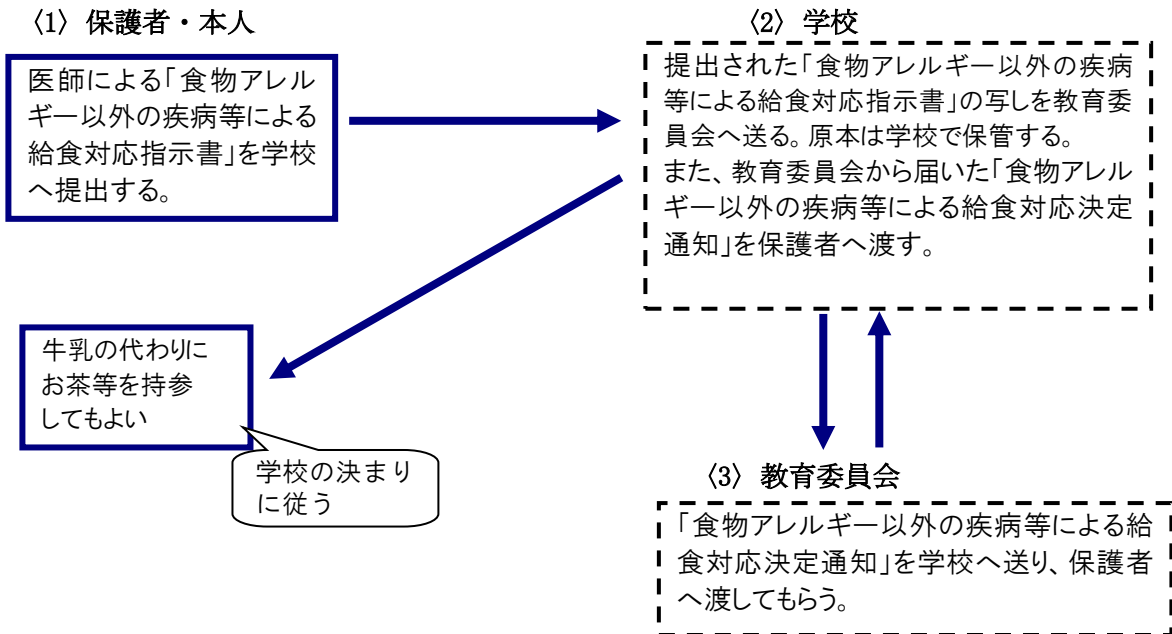 〈1〉保護者・本人
医師による「食物アレル
ギー以外の疾病等による
給食対応指示書」を学校
へ提出する。
〈2〉学校
提出された「食物アレルギー以外の疾病
等による給食対応指示書」の写しを教育委
員会へ送る。原本は学校で保管する。
また、教育委員会から届いた「食物アレル
ギー以外の疾病等による給食対応決定
通知」を保護者へ渡す。
牛乳の代わりに
お茶等を持参
してもよい
学校の決まり
に従う
〈3〉教育委員会
「食物アレルギー以外の疾病等による給
食対応決定通知」を学校へ送り、保護者
へ渡してもらう。